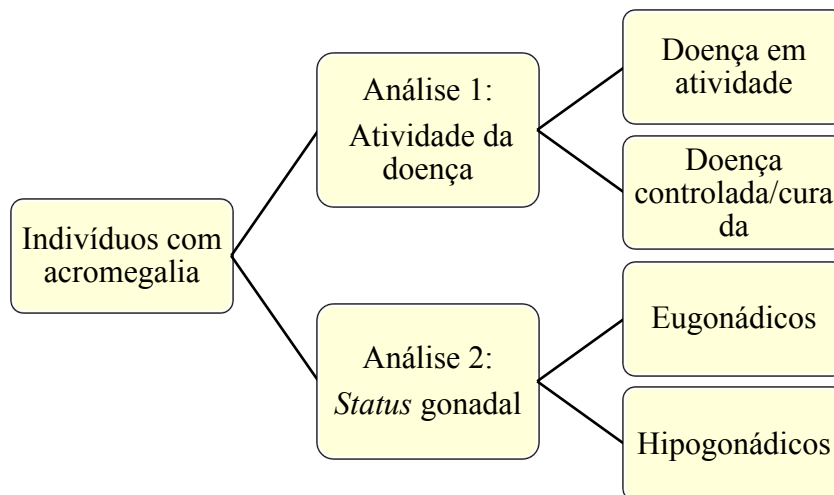 Indivíduos com
acromegalia
Análise 1:
Atividade da
doença
Doença em
atividade
Doença
controlada/cura
da
Análise 2:
Status gonadal
Eugonádicos
Hipogonádicos